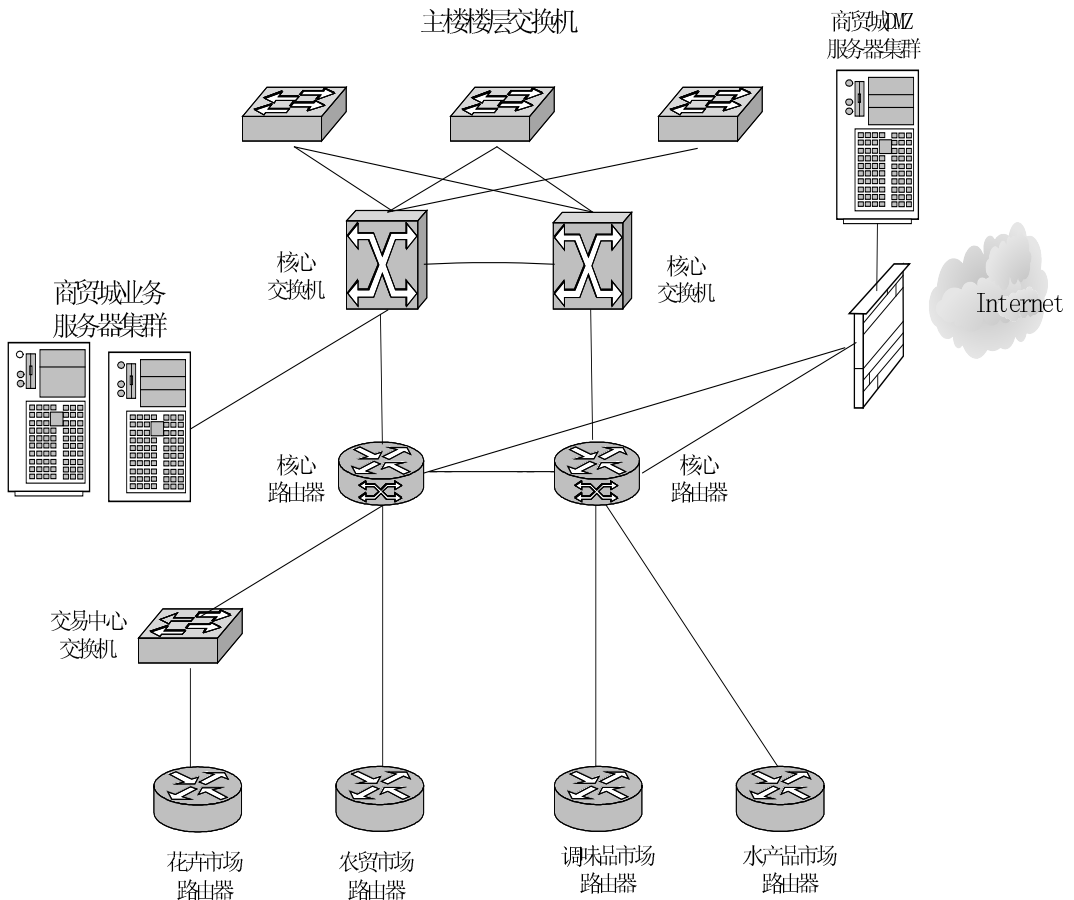 主楼楼层交换机
商贸城DMZ
服务器集群
核心
交换机
核心
交换机
Internet
商贸城业务
服务器集群
核心
路由器
核心
路由器
交易中心
交换机
花卉市场
路由器
农贸市场
路由器
调味品市场
路由器
水产品市场
路由器